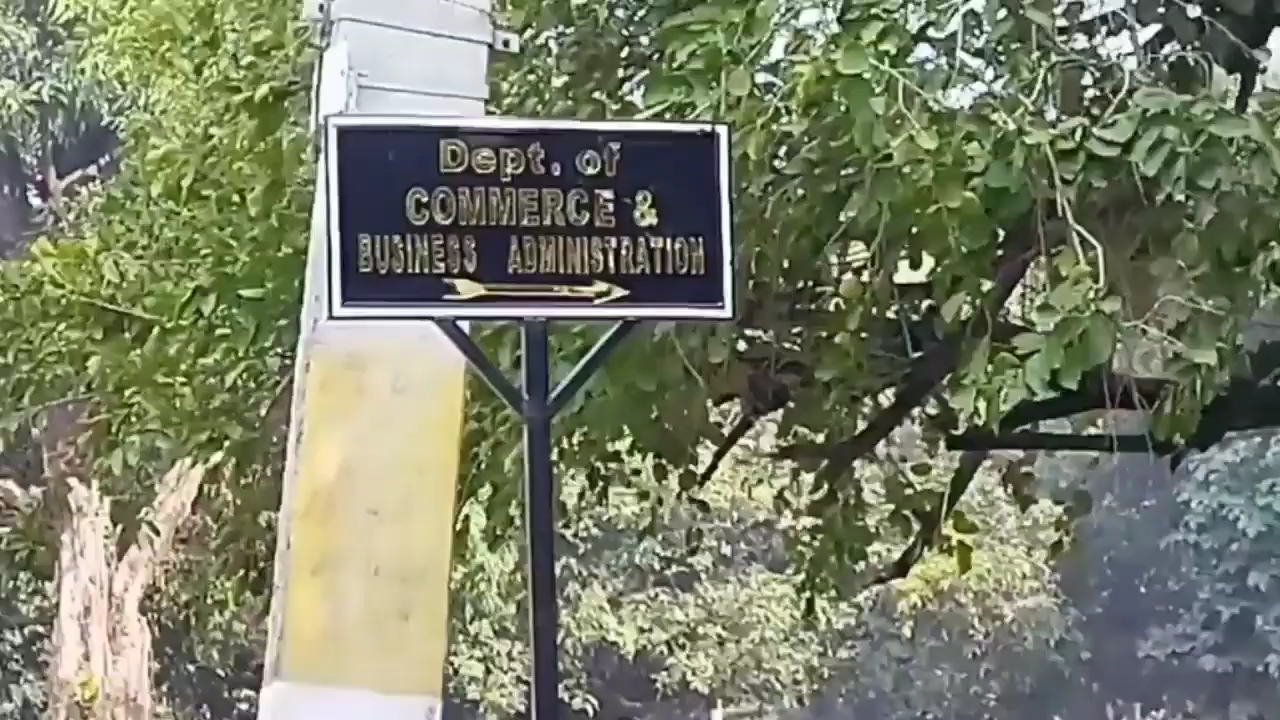 Dept. of
COMMERCE &
BUSINESS ADMINISTRATION